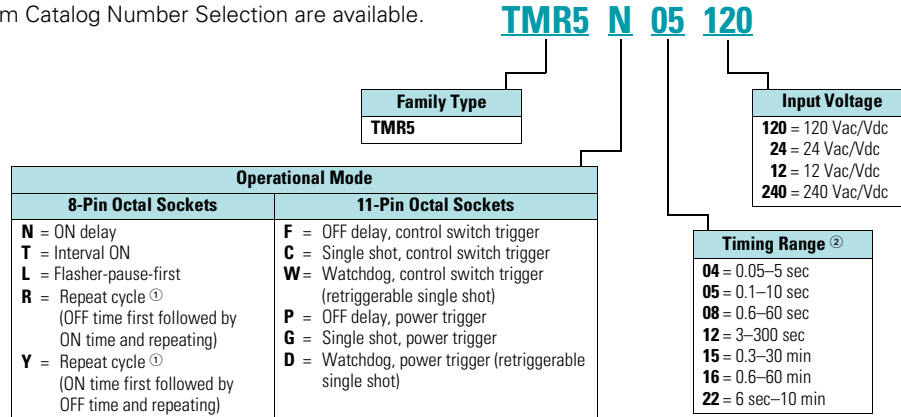 m Catalog Number Selection are available.
TMR5 N 05 120
Family Type
TMR5
Input Voltage
120 = 120 Vac/Vdc
24 = 24 Vac/Vdc
12 = 12 Vac/Vdc
240 = 240 Vac/Vdc
Operational Mode
8-Pin Octal Sockets
N = ON delay
T = Interval ON
L = Flasher-pause-first
R = Repeat cycle ①
(OFF time first followed by
ON time and repeating)
Y = Repeat cycle ①
(ON time first followed by
OFF time and repeating)
11-Pin Octal Sockets
F = OFF delay, control switch trigger
C = Single shot, control switch trigger
W = Watchdog, control switch trigger
(retriggerable single shot)
P = OFF delay, power trigger
G = Single shot, power trigger
D = Watchdog, power trigger (retriggerable
single shot)
Timing Range ②
04 = 0.05–5 sec
05 = 0.1–10 sec
08 = 0.6–60 sec
12 = 3–300 sec
15 = 0.3–30 min
16 = 0.6–60 min
22 = 6 sec–10 min